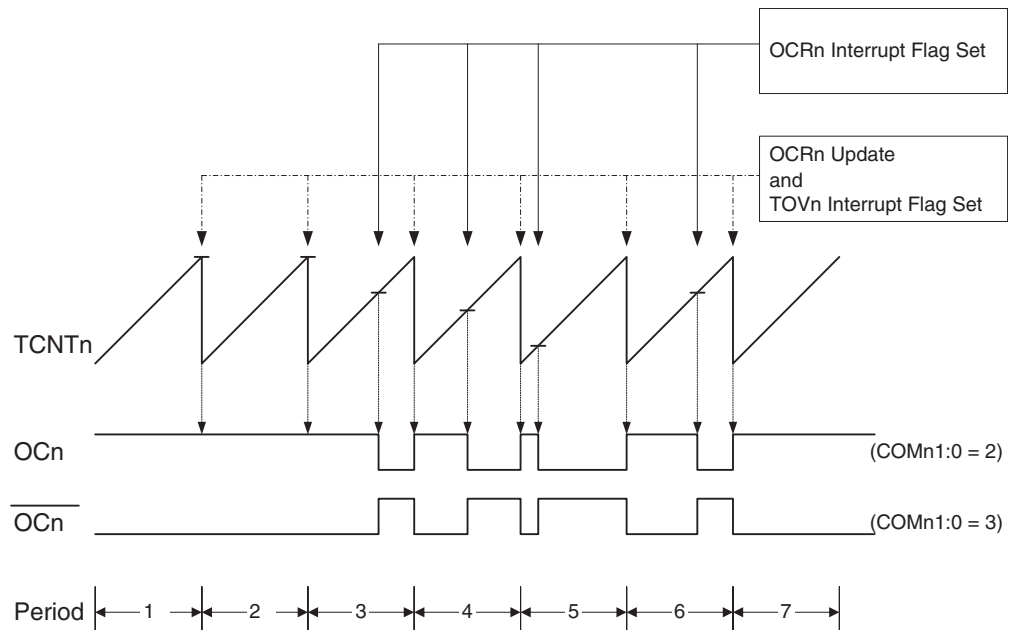 OCRn Interrupt Flag Set
OCRn Update
and
TOVn Interrupt Flag Set
TCNTn
OCn
(COMn1:0 = 2)
OCn
(COMn1:0 = 3)
Period
1
2
3
4
5
6
7